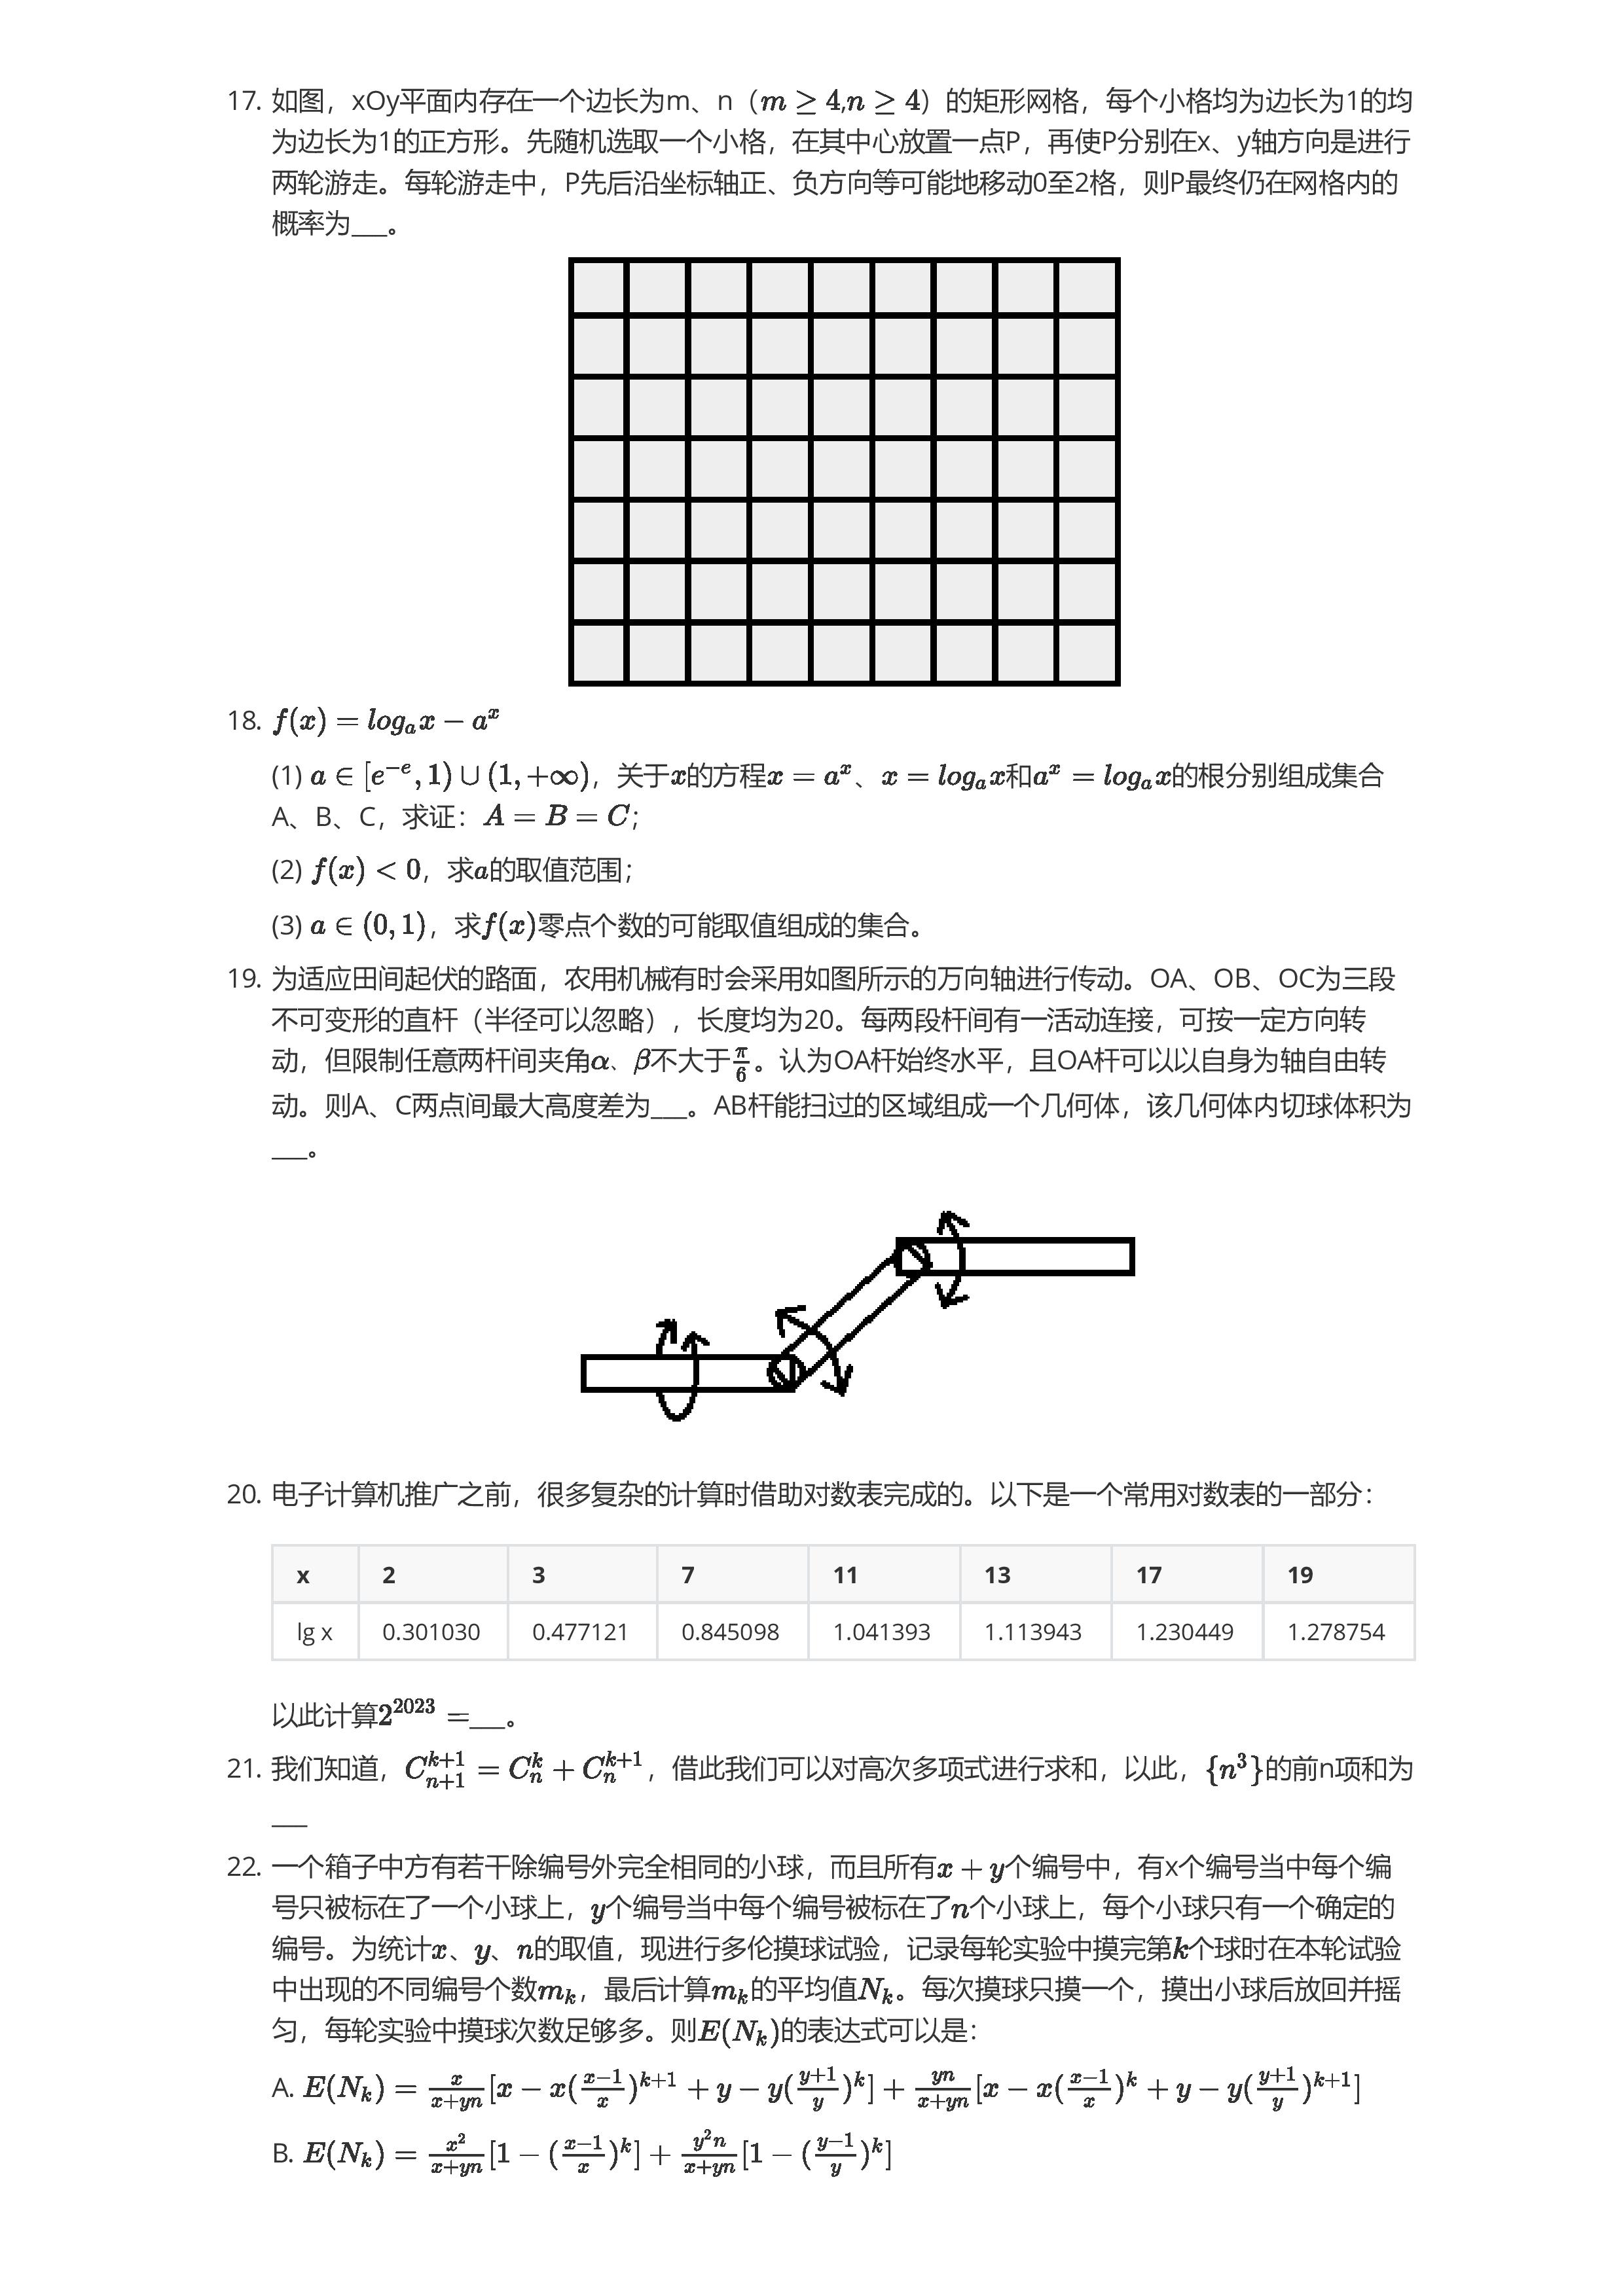 17. 如图，xOy平面内存在一个边长为m、n（m ≥ 4,n ≥ 4）的矩形网格，每个小格均为边长为1的均
为边长为1的正方形。先随机选取一个小格，在其中心放置一点P，再使P分别在x、y轴方向是进行
两轮游走。每轮游走中，P先后沿坐标轴正、负方向等可能地移动0至2格，则P最终仍在网格内的
概率为___。
18. f(x) = log_a x − a^x
(1) a ∈ [e^{−e}, 1) ∪ (1, +∞)，关于x的方程x = a^x、x = log_a x和a^x = log_a x的根分别组成集合
A、B、C，求证：A = B = C；
(2) f(x) < 0，求a的取值范围；
(3) a ∈ (0, 1)，求f(x)零点个数的可能取值组成的集合。
19. 为适应田间起伏的路面，农用机械有时会采用如图所示的万向轴进行传动。OA、OB、OC为三段
不可变形的直杆（半径可以忽略），长度均为20。每两段杆间有一活动连接，可按一定方向转
动，但限制任意两杆间夹角α、β不大于π/6。认为OA杆始终水平，且OA杆可以以自身为轴自由转
动。则A、C两点间最大高度差为___。AB杆能扫过的区域组成一个几何体，该几何体内切球体积为
___。
20. 电子计算机推广之前，很多复杂的计算时借助对数表完成的。以下是一个常用对数表的一部分：
x 2 3 7 11 13 17 19
lg x 0.301030 0.477121 0.845098 1.041393 1.113943 1.230449 1.278754
以此计算2^{2023} =___。
21. 我们知道，C_{n+1}^{k+1} = C_n^k + C_n^{k+1}，借此我们可以对高次多项式进行求和，以此，{n^3}的前n项和为
___
22. 一个箱子中方有若干除编号外完全相同的小球，而且所有x + y个编号中，有x个编号当中每个编
号只被标在了一个小球上，y个编号当中每个编号被标在了n个小球上，每个小球只有一个确定的
编号。为统计x、y、n的取值，现进行多伦摸球试验，记录每轮实验中摸完第k个球时在本轮试验
中出现的不同编号个数m_k，最后计算m_k的平均值N_k。每次摸球只摸一个，摸出小球后放回并摇
匀，每轮实验中摸球次数足够多。则E(N_k)的表达式可以是：
A. E(N_k) = \frac{x}{x+yn}[x − x(\frac{x−1}{x})^{k+1} + y − y(\frac{y+1}{y})^k] + \frac{yn}{x+yn}[x − x(\frac{x−1}{x})^k + y − y(\frac{y+1}{y})^{k+1}]
B. E(N_k) = \frac{x^2}{x+yn}[1 − (\frac{x−1}{x})^k] + \frac{y^2n}{x+yn}[1 − (\frac{y−1}{y})^k]